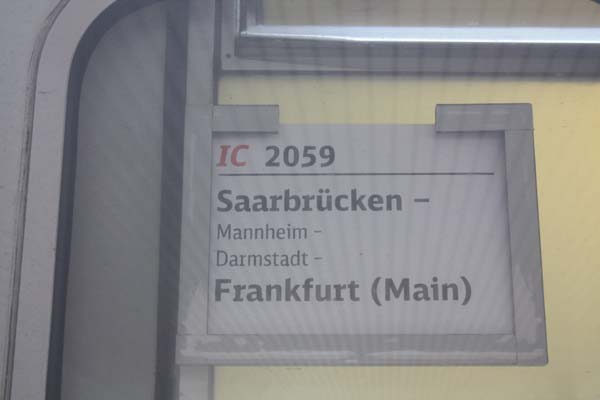 IC 2059
Saarbrücken –
Mannheim –
Darmstadt –
Frankfurt (Main)